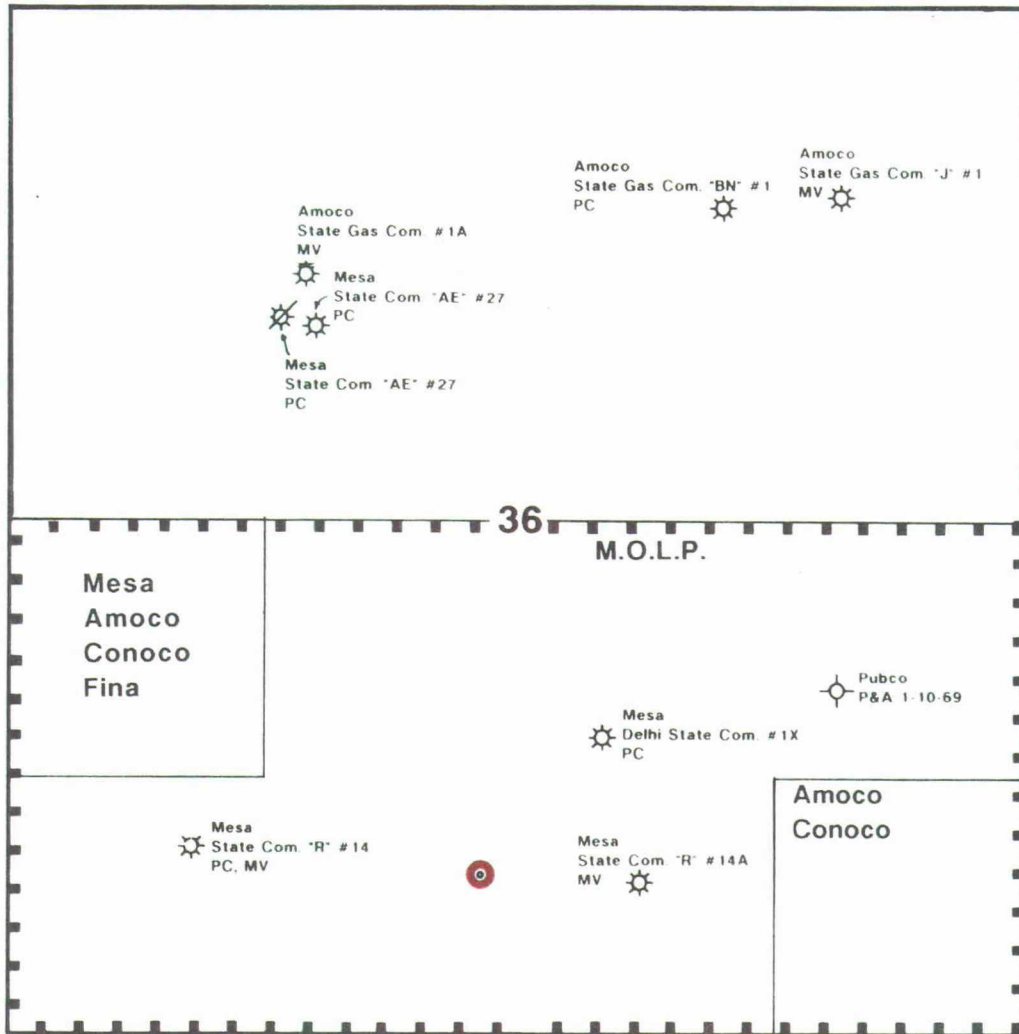 Amoco
State Gas Com. "BN" #1
PC
Amoco
State Gas Com. "J" #1
MV
Amoco
State Gas Com. #1A
MV
Mesa
State Com. "AE" #27
PC
Mesa
State Com. "AE" #27
PC
36
M.O.L.P.
Mesa
Amoco
Conoco
Fina
Pubco
P&A 1-10-69
Mesa
Delhi State Com. #1X
PC
Amoco
Conoco
Mesa
State Com. "R" #14
PC, MV
Mesa
State Com. "R" #14A
MV